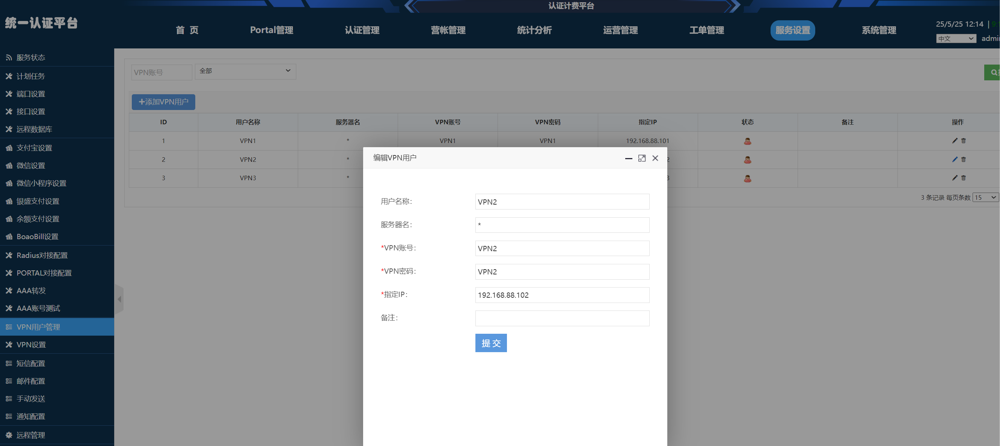 认证计费平台
统一认证平台
首 页
Portal管理
认证管理
营帐管理
统计分析
运营管理
工单管理
服务设置
系统管理
25/5/25 12:14 |
中文
服务状态
计划任务
端口设置
接口设置
远程数据库
支付宝设置
微信设置
微信小程序设置
银盛支付设置
余额支付设置
BoaoBill设置
Radius对接配置
PORTAL对接配置
AAA转发
AAA账号测试
VPN用户管理
VPN设置
短信配置
邮件配置
手动发送
通知配置
远程管理
VPN账号 全部
添加VPN用户
ID 用户名称 服务器名 VPN账号 VPN密码 指定IP 状态 备注 操作
1 VPN1 * VPN1 VPN1 192.168.88.101
2 VPN2 * 2
3 VPN3 * 3
3 条记录 每页条数 15
编辑VPN用户
用户名称: VPN2
服务器名: *
*VPN账号: VPN2
*VPN密码: VPN2
*指定IP: 192.168.88.102
备注:
提 交